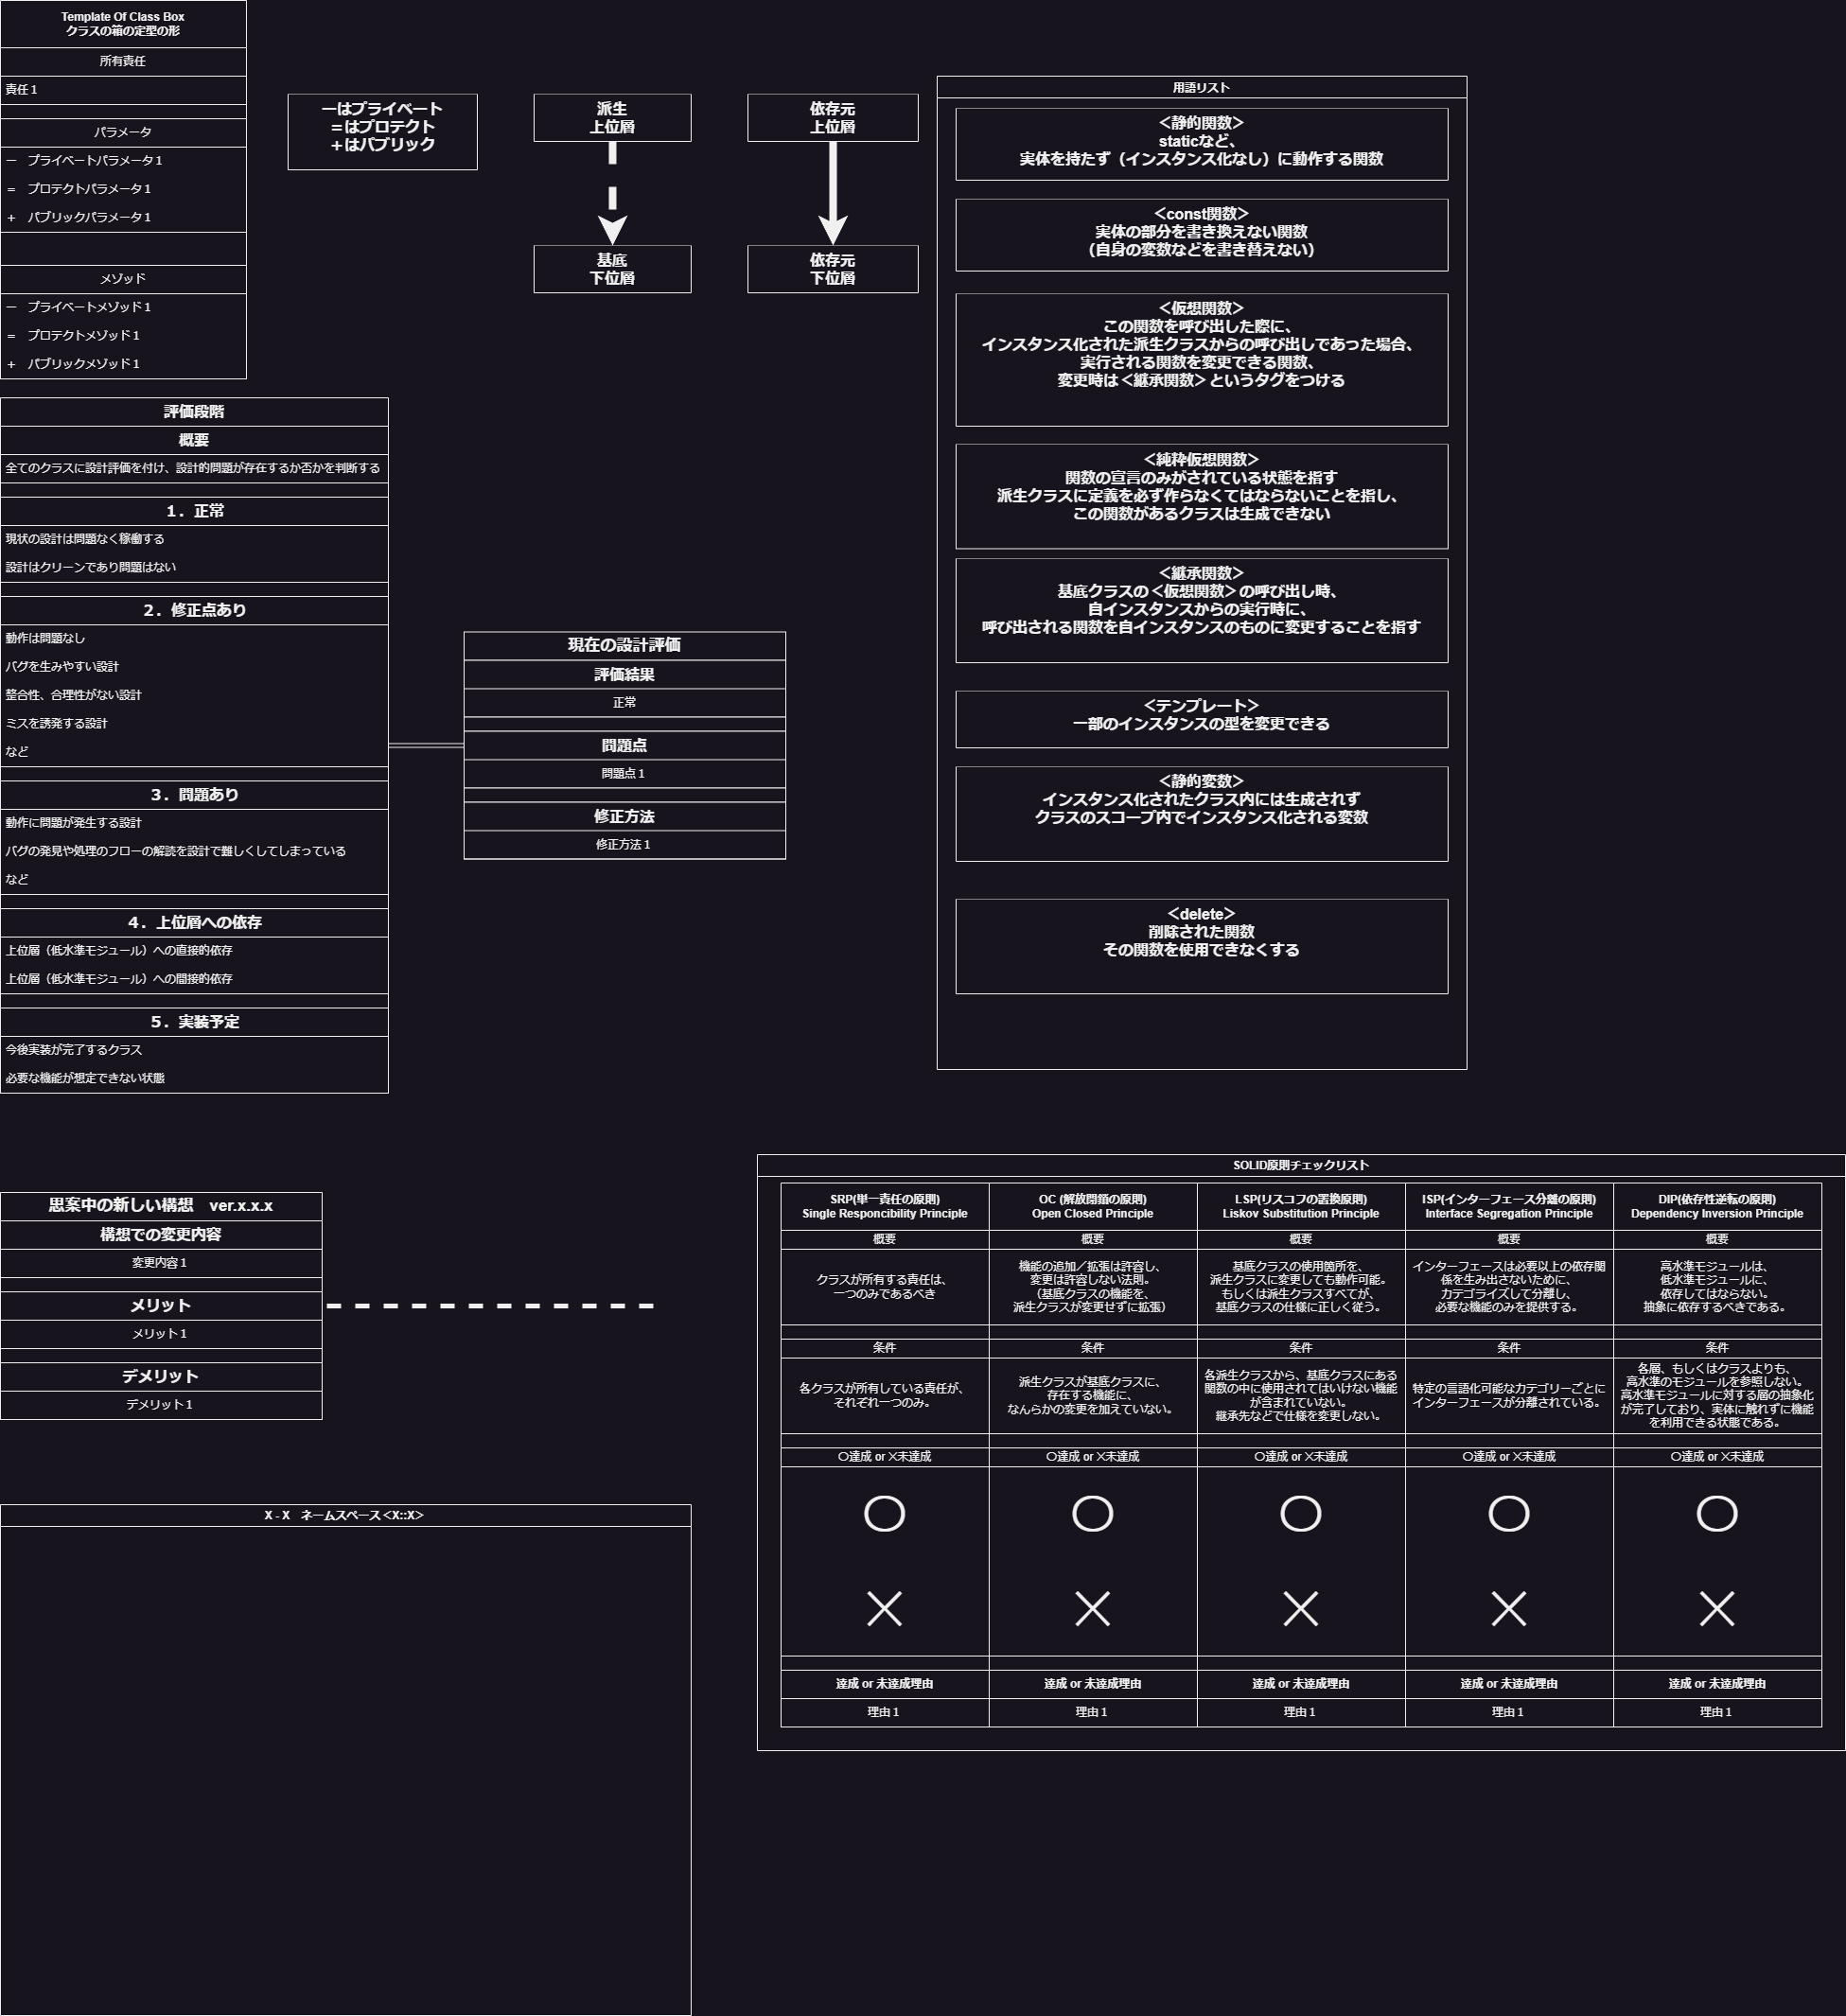 Template Of Class Box
クラスの箱の定型の形
所有責任
責任１
パラメータ
－　プライベートパラメータ１
＝　プロテクトパラメータ１
＋　パブリックパラメータ１
メゾッド
－　プライベートメゾッド１
＝　プロテクトメゾッド１
＋　パブリックメゾッド１
－はプライベート
＝はプロテクト
＋はパブリック
派生
上位層
基底
下位層
依存元
上位層
依存元
下位層
用語リスト
＜静的関数＞
staticなど、
実体を持たず（インスタンス化なし）に動作する関数
＜const関数＞
実体の部分を書き換えない関数
（自身の変数などを書き替えない）
＜仮想関数＞
この関数を呼び出した際に、
インスタンス化された派生クラスからの呼び出しであった場合、
実行される関数を変更できる関数、
変更時は＜継承関数＞というタグをつける
＜純粋仮想関数＞
関数の宣言のみがされている状態を指す
派生クラスに定義を必ず作らなくてはならないことを指し、
この関数があるクラスは生成できない
＜継承関数＞
基底クラスの＜仮想関数＞の呼び出し時、
自インスタンスからの実行時に、
呼び出される関数を自インスタンスのものに変更することを指す
＜テンプレート＞
一部のインスタンスの型を変更できる
＜静的変数＞
インスタンス化されたクラス内には生成されず
クラスのスコープ内でインスタンス化される変数
＜delete＞
削除された関数
その関数を使用できなくする
評価段階
概要
全てのクラスに設計評価を付け、設計的問題が存在するか否かを判断する
１．正常
現状の設計は問題なく稼働する
設計はクリーンであり問題はない
２．修正点あり
動作は問題なし
バグを生みやすい設計
整合性、合理性がない設計
ミスを誘発する設計
など
３．問題あり
動作に問題が発生する設計
バグの発見や処理のフローの解読を設計で難しくしてしまっている
など
４．上位層への依存
上位層（低水準モジュール）への直接的依存
上位層（低水準モジュール）への間接的依存
５．実装予定
今後実装が完了するクラス
必要な機能が想定できない状態
現在の設計評価
評価結果
正常
問題点
問題点１
修正方法
修正方法１
思案中の新しい構想　ver.x.x.x
構想での変更内容
変更内容１
メリット
メリット１
デメリット
デメリット１
SOLID原則チェックリスト
SRP(単一責任の原則)
Single Responcibility Principle
概要
クラスが所有する責任は、
一つのみであるべき
条件
各クラスが所有している責任が、
それぞれ一つのみ。
〇達成 or ×未達成
〇
×
達成 or 未達成理由
理由１
OC (解放閉鎖の原則)
Open Closed Principle
概要
機能の追加／拡張は許容し、
変更は許容しない法則。
（基底クラスの機能を、
派生クラスが変更せずに拡張）
条件
派生クラスが基底クラスに、
存在する機能に、
なんらかの変更を加えていない。
〇達成 or ×未達成
〇
×
達成 or 未達成理由
理由１
LSP(リスコフの置換原則)
Liskov Substitution Principle
概要
基底クラスの使用箇所を、
派生クラスに変更しても動作可能。
もしくは派生クラスすべてが、
基底クラスの仕様に正しく従う。
条件
各派生クラスから、基底クラスにある
関数の中に使用されてはいけない機能
が含まれていない。
継承先などで仕様を変更しない。
〇達成 or ×未達成
〇
×
達成 or 未達成理由
理由１
ISP(インターフェース分離の原則)
Interface Segregation Principle
概要
インターフェースは必要以上の依存関
係を生み出さないために、
カテゴライズして分離し、
必要な機能のみを提供する。
条件
特定の言語化可能なカテゴリーごとに
インターフェースが分離されている。
〇達成 or ×未達成
〇
×
達成 or 未達成理由
理由１
DIP(依存性逆転の原則)
Dependency Inversion Principle
概要
高水準モジュールは、
低水準モジュールに、
依存してはならない。
抽象に依存するべきである。
条件
各層、もしくはクラスよりも、
高水準のモジュールを参照しない。
高水準モジュールに対する層の抽象化
が完了しており、実体に触れずに機能
を利用できる状態である。
〇達成 or ×未達成
〇
×
達成 or 未達成理由
理由１
X - X　ネームスペース＜X::X＞